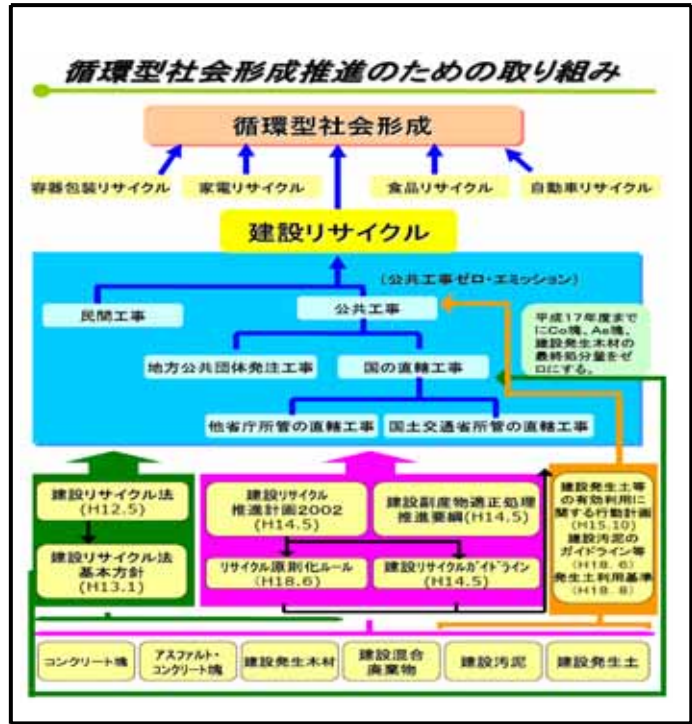 循環型社会形成推進のための取り組み
循環型社会形成
容器包装リサイクル
家電リサイクル
食品リサイクル
自動車リサイクル
建設リサイクル
(公共工事ゼロ・エミッション)
民間工事
公共工事
平成17年度まで
にCo塊、As塊、
建設発生木材の
最終処分量をゼ
ロにする。
地方公共団体発注工事
国の直轄工事
他省庁所管の直轄工事
国土交通省所管の直轄工事
建設リサイクル法
(H12.5)
建設リサイクル法
基本方針
(H13.1)
建設リサイクル
推進計画2002
(H14.5)
建設副産物適正処理
推進要綱(H14.5)
リサイクル原則化ルール
(H18.6)
建設リサイクルガイドライン
(H14.5)
建設発生土等
の有効利用に
関する行動計画
(H15.10)
建設汚泥の
ガイドライン等
(H18.6)
発生土利用基準
(H18.8)
コンクリート塊
アスファルト・
コンクリート塊
建設発生木材
建設混合
廃棄物
建設汚泥
建設発生土